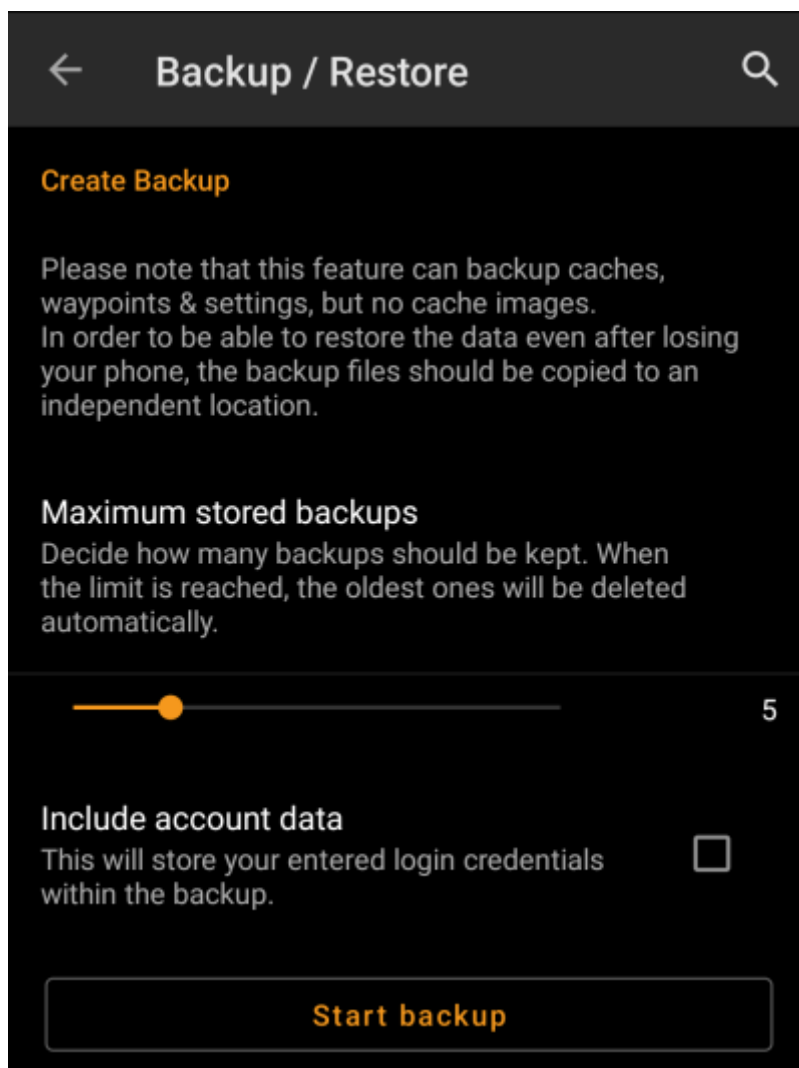 Backup / Restore
Create Backup
Please note that this feature can backup caches,
waypoints & settings, but no cache images.
In order to be able to restore the data even after losing
your phone, the backup files should be copied to an
independent location.
Maximum stored backups
Decide how many backups should be kept. When
the limit is reached, the oldest ones will be deleted
automatically.
5
Include account data
This will store your entered login credentials
within the backup.
Start backup